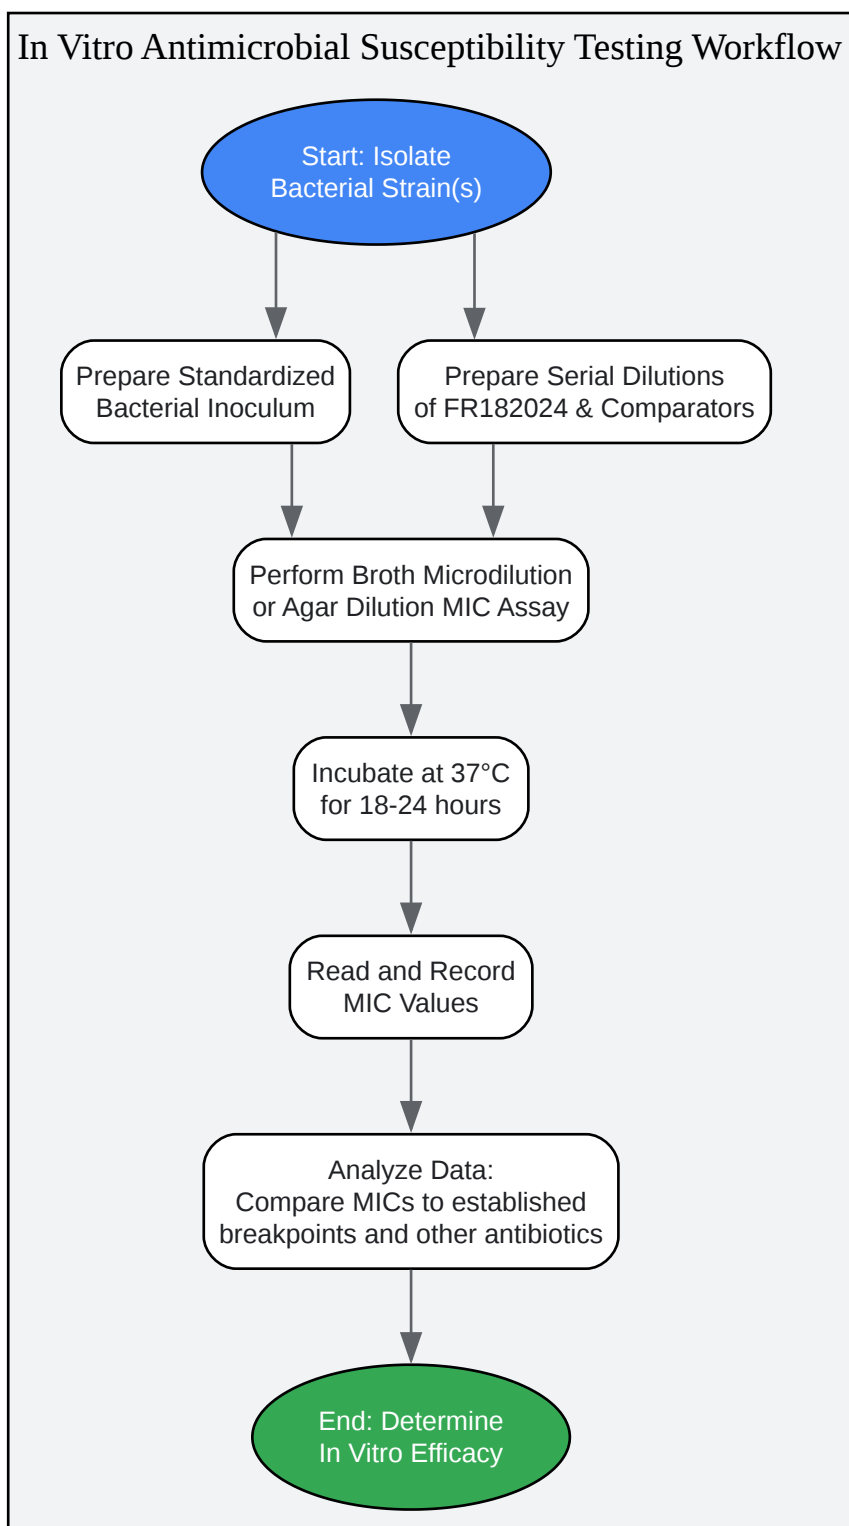 In Vitro Antimicrobial Susceptibility Testing Workflow
Start: Isolate
Bacterial Strain(s)
Prepare Standardized
Bacterial Inoculum
Prepare Serial Dilutions
of FR182024 & Comparators
Perform Broth Microdilution
or Agar Dilution MIC Assay
Incubate at 37°C
for 18-24 hours
Read and Record
MIC Values
Analyze Data:
Compare MICs to established
breakpoints and other antibiotics
End: Determine
In Vitro Efficacy